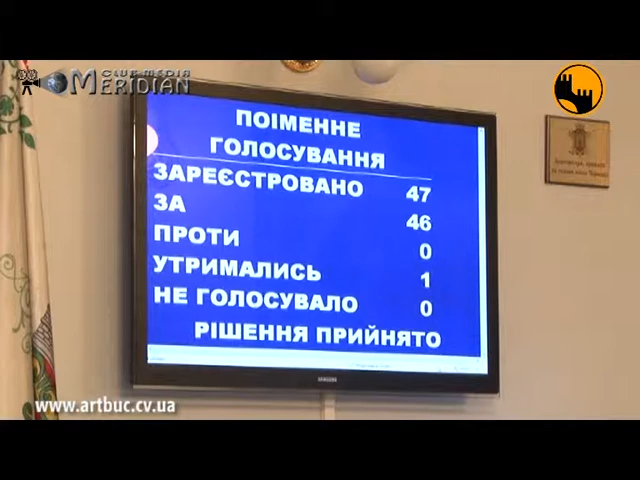 CLUB MEDIA
MERIDIAN
ПОІМЕННЕ
ГОЛОСУВАННЯ
ЗАРЕЄСТРОВАНО 47
ЗА 46
ПРОТИ 0
УТРИМАЛИСЬ 1
НЕ ГОЛОСУВАЛО 0
РІШЕННЯ ПРИЙНЯТО
SAMSUNG
www.artbuc.cv.ua